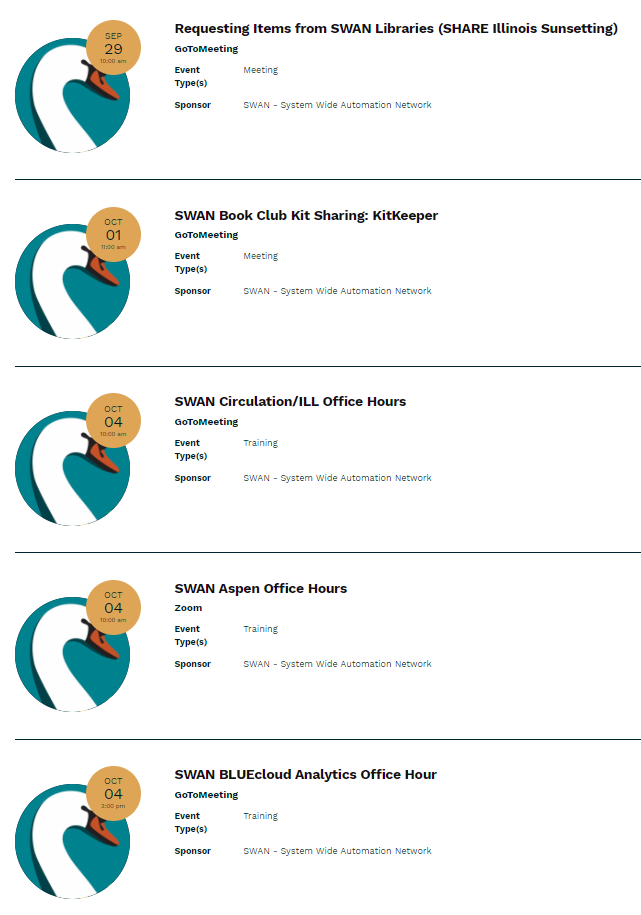 SEP
29
10:00 am
Requesting Items from SWAN Libraries (SHARE Illinois Sunsetting)
GoToMeeting
Event Type(s) Meeting
Sponsor SWAN - System Wide Automation Network
OCT
01
11:00 am
SWAN Book Club Kit Sharing: KitKeeper
GoToMeeting
Event Type(s) Meeting
Sponsor SWAN - System Wide Automation Network
OCT
04
10:00 am
SWAN Circulation/ILL Office Hours
GoToMeeting
Event Type(s) Training
Sponsor SWAN - System Wide Automation Network
OCT
04
10:00 am
SWAN Aspen Office Hours
Zoom
Event Type(s) Training
Sponsor SWAN - System Wide Automation Network
OCT
04
2:00 pm
SWAN BLUEcloud Analytics Office Hour
GoToMeeting
Event Type(s) Training
Sponsor SWAN - System Wide Automation Network